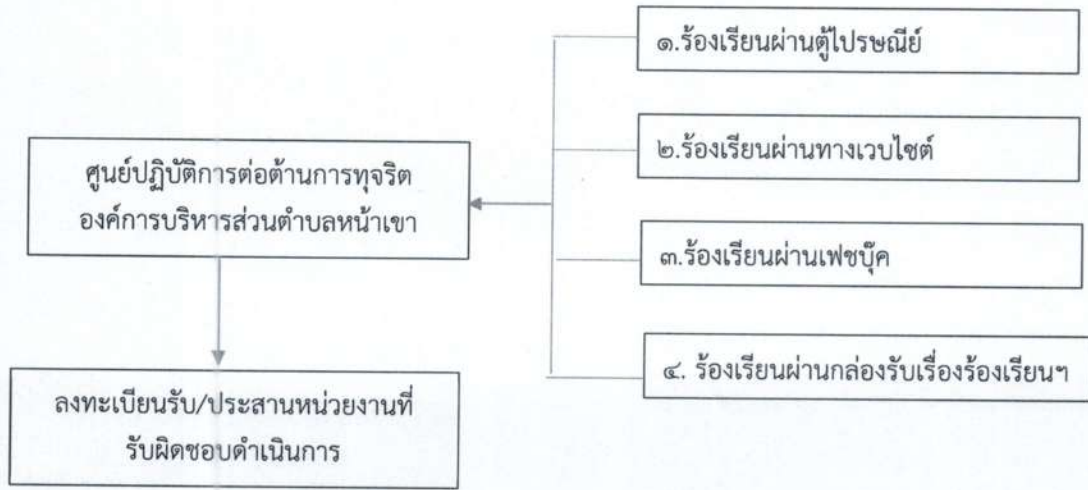 ๑.ร้องเรียนผ่านตู้ไปรษณีย์
๒.ร้องเรียนผ่านทางเวบไซต์
ศูนย์ปฏิบัติการต่อต้านการทุจริต
องค์การบริหารส่วนตำบลหน้าเขา
๓.ร้องเรียนผ่านเฟชบุ๊ค
๔. ร้องเรียนผ่านกล่องรับเรื่องร้องเรียนฯ
ลงทะเบียนรับ/ประสานหน่วยงานที่
รับผิดชอบดำเนินการ